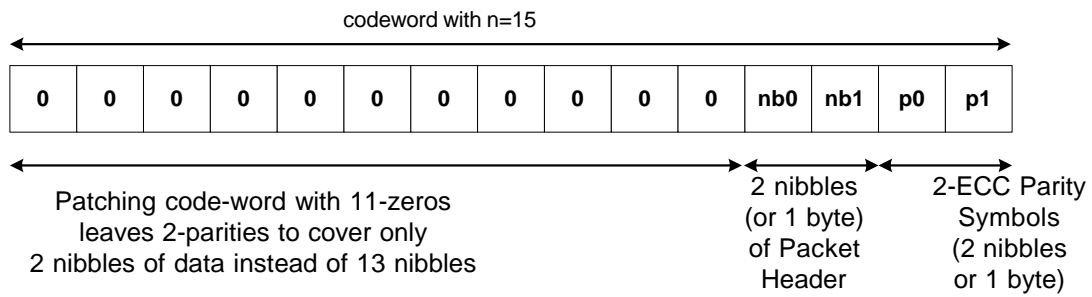 codeword with n=15
0 0 0 0 0 0 0 0 0 0 0 nb0 nb1 p0 p1
Patching code-word with 11-zeros
leaves 2-parities to cover only
2 nibbles of data instead of 13 nibbles
2 nibbles
(or 1 byte)
of Packet
Header
2-ECC Parity
Symbols
(2 nibbles
or 1 byte)